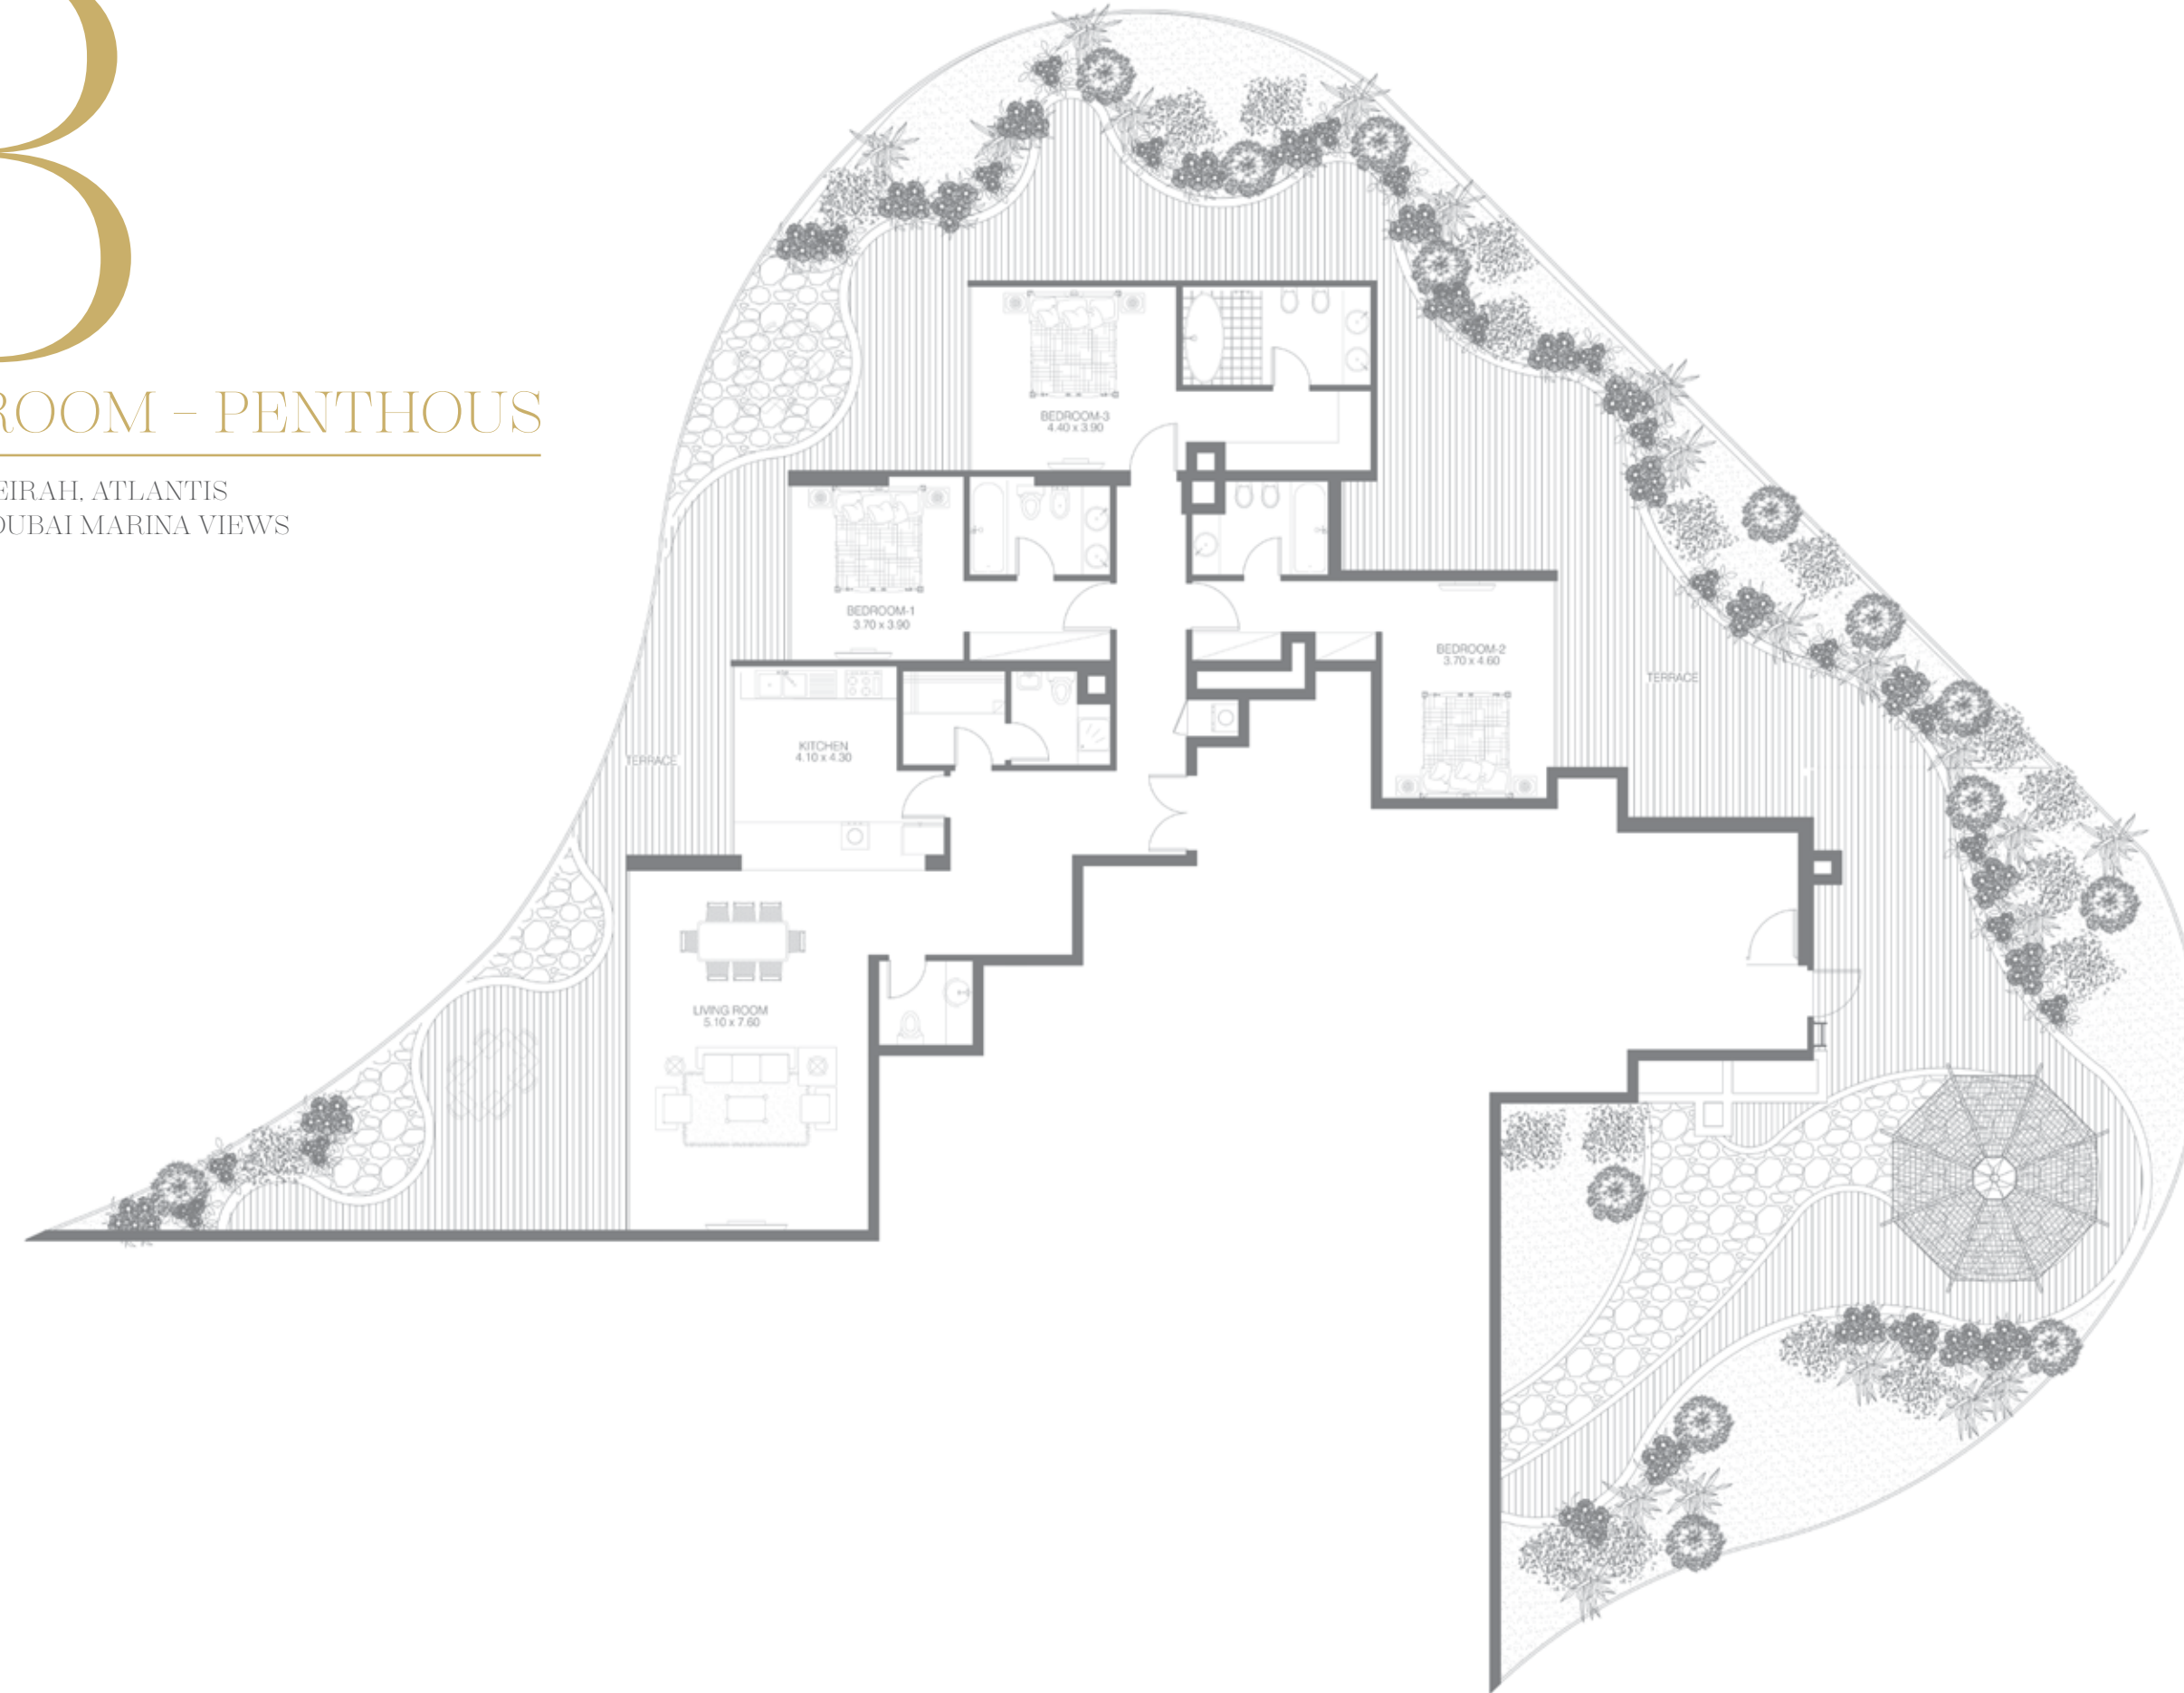 3
ROOM – PENTHOUS
EIRAH, ATLANTIS
DUBAI MARINA VIEWS
BEDROOM-3
4.40 x 3.90
BEDROOM-1
3.70 x 3.90
BEDROOM-2
3.70 x 4.60
TERRACE
KITCHEN
4.10 x 4.30
TERRACE
LIVING ROOM
5.10 x 7.60